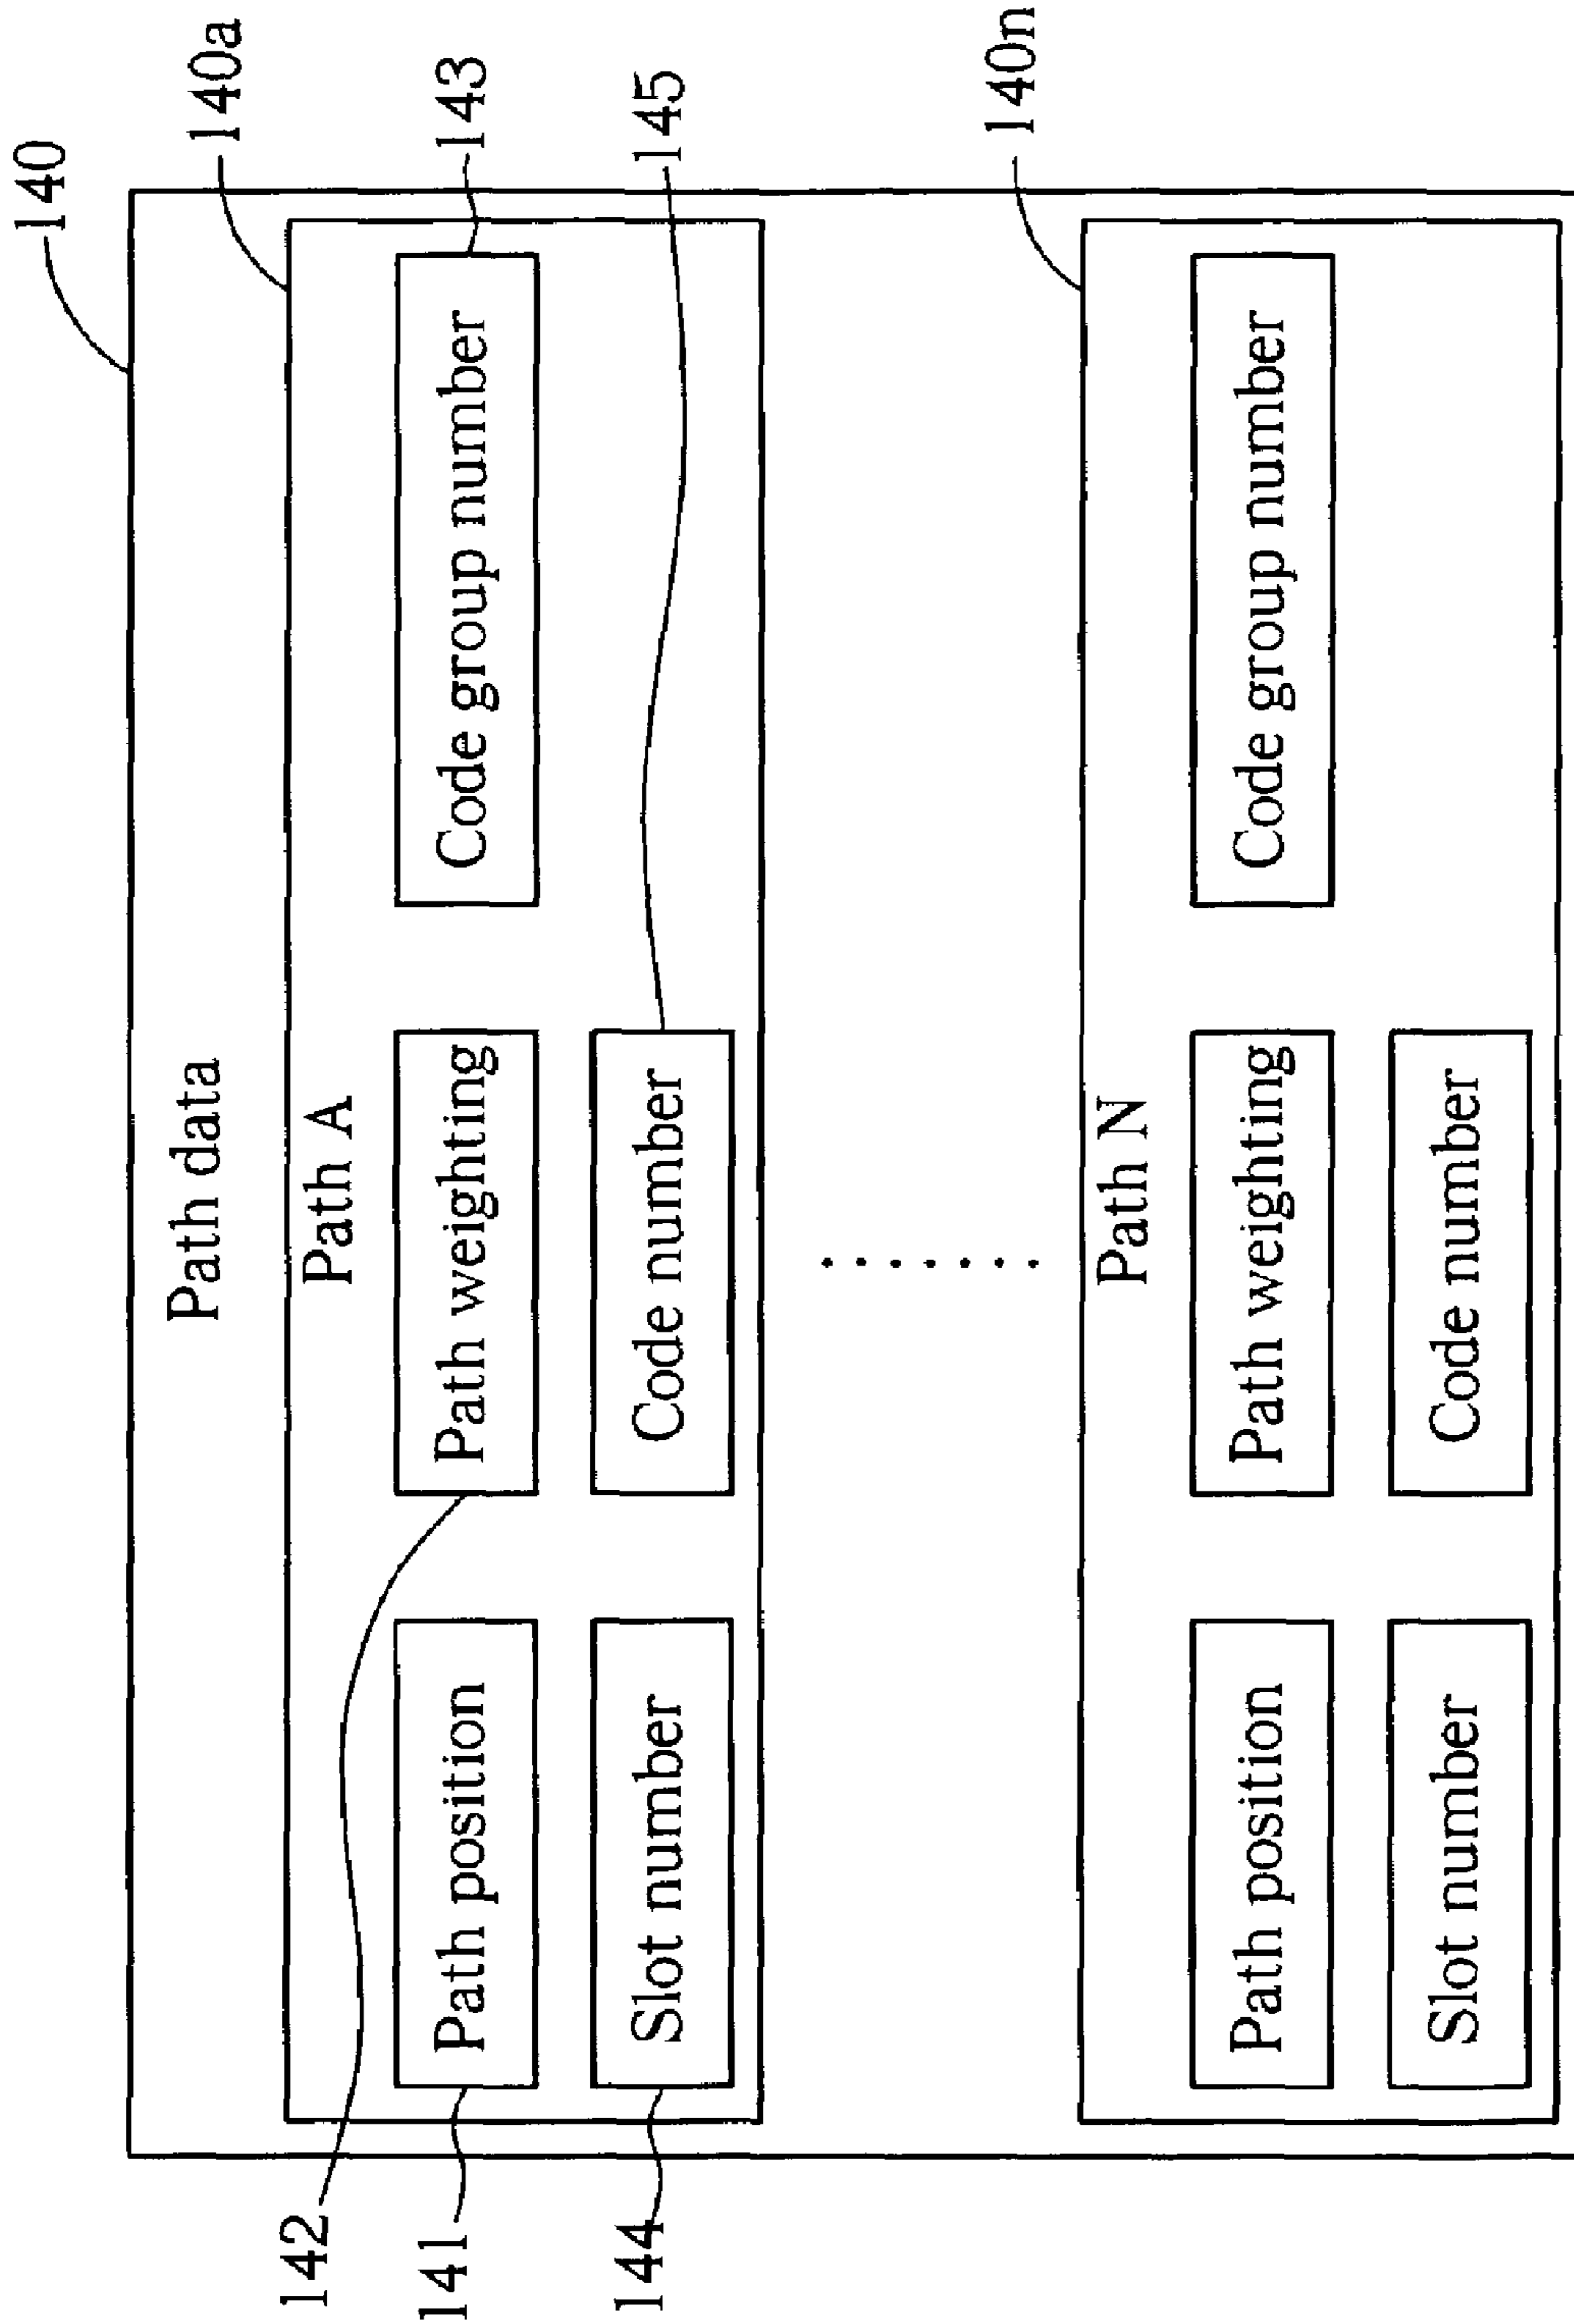 140
Path data
140a
Path A
142
141
Path position
Path weighting
Code group number
143
144
Slot number
Code number
145
.......
140n
Path N
Path position
Path weighting
Code group number
Slot number
Code number